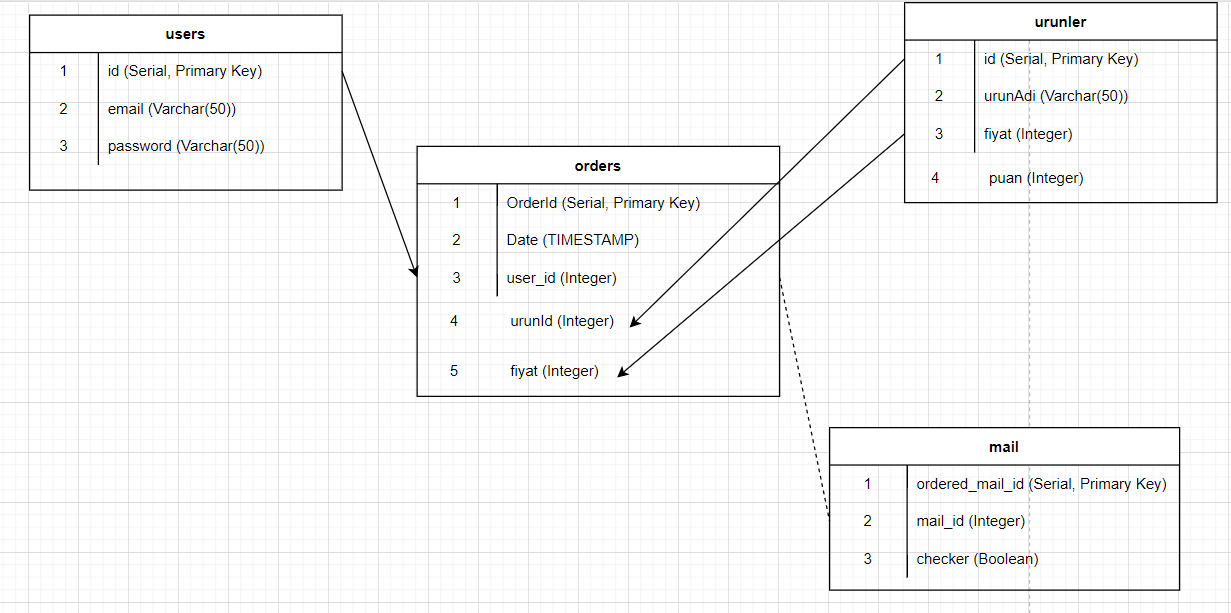 users
1 id (Serial, Primary Key)
2 email (Varchar(50))
3 password (Varchar(50))
orders
1 OrderId (Serial, Primary Key)
2 Date (TIMESTAMP)
3 user_id (Integer)
4 urunId (Integer)
5 fiyat (Integer)
urunler
1 id (Serial, Primary Key)
2 urunAdi (Varchar(50))
3 fiyat (Integer)
4 puan (Integer)
mail
1 ordered_mail_id (Serial, Primary Key)
2 mail_id (Integer)
3 checker (Boolean)